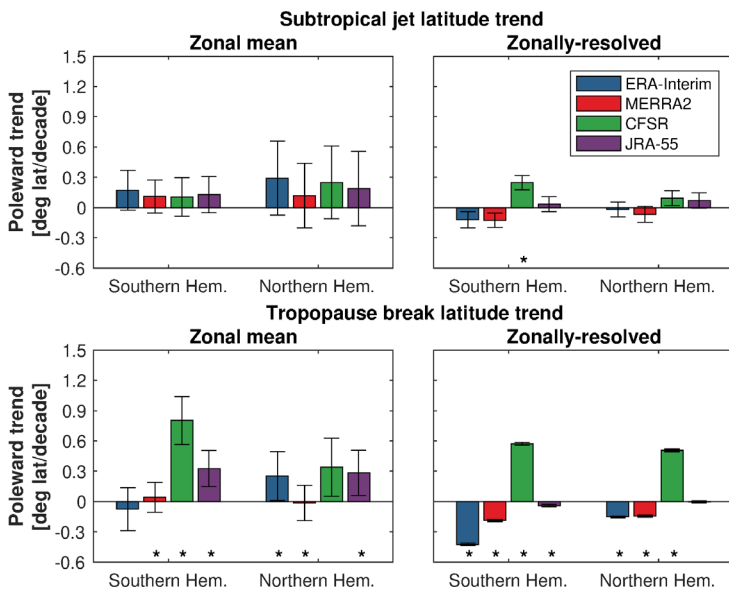 Subtropical jet latitude trend
Zonal mean
Zonally-resolved
Poleward trend
[deg lat/decade]
1.5
1.2
0.9
0.6
0.3
0
-0.3
-0.6
ERA-Interim
MERRA2
CFSR
JRA-55
*
Southern Hem.
Northern Hem.
Southern Hem.
Northern Hem.
Tropopause break latitude trend
Zonal mean
Zonally-resolved
Poleward trend
[deg lat/decade]
1.5
1.2
0.9
0.6
0.3
0
-0.3
-0.6
* * * * * *
* * * * * * *
Southern Hem.
Northern Hem.
Southern Hem.
Northern Hem.